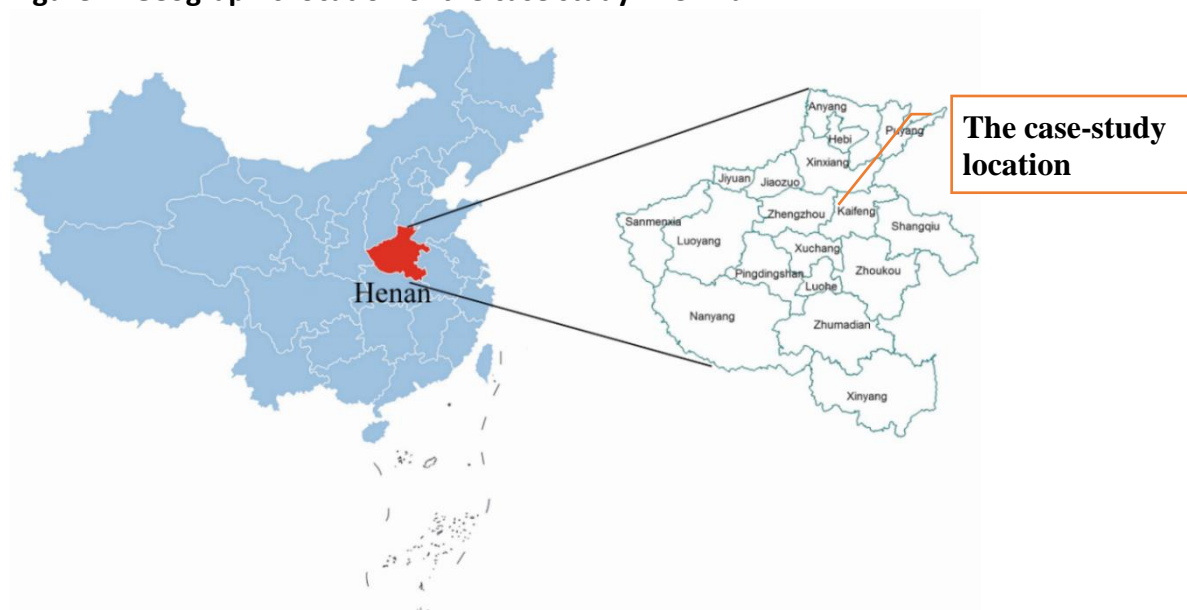 Henan
Anyang
Puyang
Hebi
Xinxiang
Jiyuan
Jiaozuo
Zhengzhou
Kaifeng
Sanmenxia
Luoyang
Shangqiu
Xuchang
Pingdingshan
Zhoukou
Luohe
Nanyang
Zhumadian
Xinyang
The case-study
location